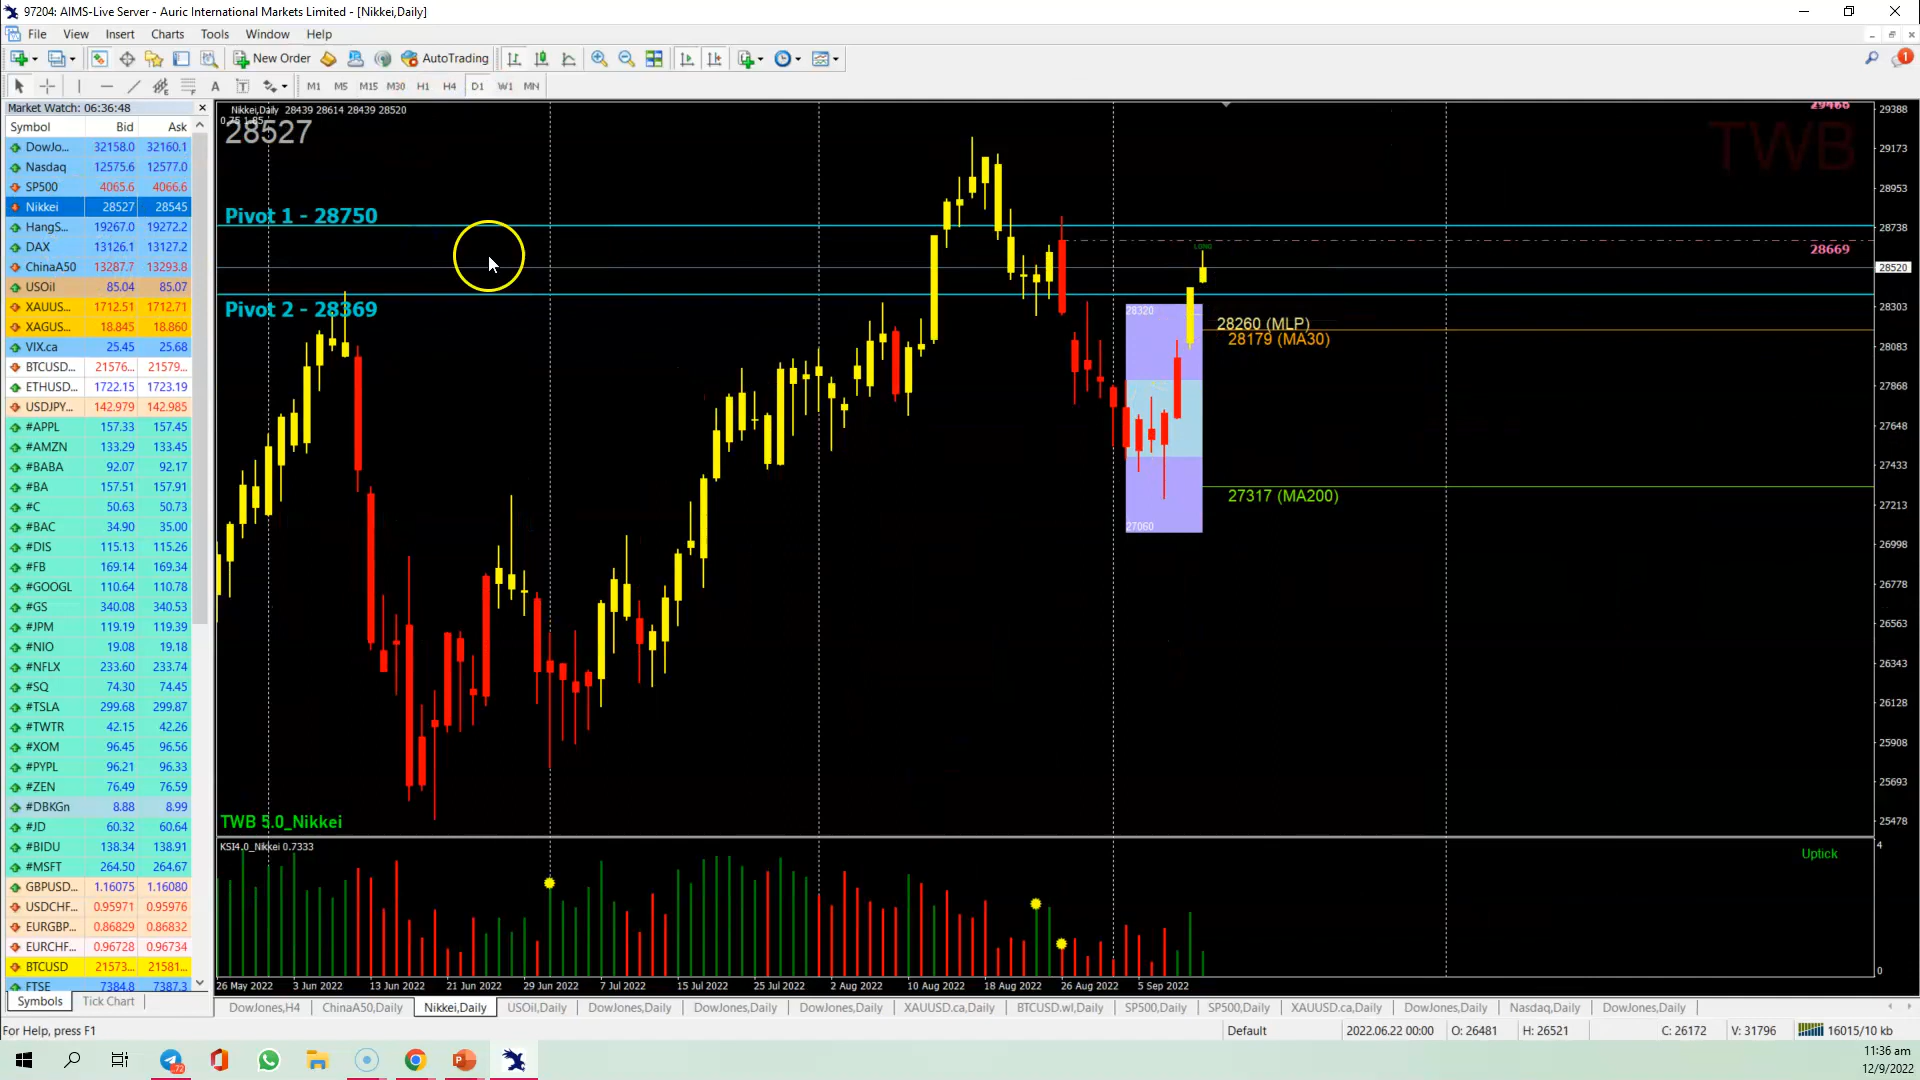 97204: AIMS-Live Server - Auric International Markets Limited - [Nikkei,Daily]
File View Insert Charts Tools Window Help
New Order AutoTrading 1
A T M1 M5 M15 M30 H1 H4 D1 W1 MN
Market Watch: 06:36:48
Symbol Bid Ask
DowJo... 32158.0 32160.1
Nasdaq 12575.6 12577.0
SP500 4065.6 4066.6
Nikkei 28527 28545
HangS... 19267.0 19272.2
DAX 13126.1 13127.2
ChinaA50 13287.7 13293.8
USOil 85.04 85.07
XAUUS... 1712.51 1712.71
XAGUS... 18.845 18.860
VIX.ca 25.45 25.68
BTCUSD... 21576... 21579...
ETHUSD... 1722.15 1723.19
USDJPY... 142.979 142.985
#APPL 157.33 157.45
#AMZN 133.29 133.45
#BABA 92.07 92.17
#BA 157.51 157.91
#C 50.63 50.73
#BAC 34.90 35.00
#DIS 115.13 115.26
#FB 169.14 169.34
#GOOGL 110.64 110.78
#GS 340.08 340.53
#JPM 119.19 119.39
#NIO 19.08 19.18
#NFLX 233.60 233.74
#SQ 74.30 74.45
#TSLA 299.68 299.87
#TWTR 42.15 42.26
#XOM 96.45 96.56
#PYPL 96.21 96.33
#ZEN 76.49 76.59
#DBKGn 8.88 8.99
#JD 60.32 60.64
#BIDU 138.34 138.91
#MSFT 264.50 264.67
GBPUSD... 1.16075 1.16080
USDCHF... 0.95971 0.95976
EURGBP... 0.86829 0.86832
EURCHF... 0.96728 0.96734
BTCUSD 21573... 21581...
FTSE 7384.8 7387.3
Symbols Tick Chart
Nikkei,Daily 28439 28614 28439 28520
28527
TWB
Pivot 1 - 28750
LONG
28669
Pivot 2 - 28369
28320
28260 (MLP)
28179 (MA30)
27317 (MA200)
27060
TWB 5.0_Nikkei
29388
29173
28953
28738
28520
28303
28083
27868
27648
27433
27213
26998
26778
26563
26343
26128
25908
25693
25478
KSI4.0_Nikkei 0.7333
Uptick
4
0
26 May 2022 3 Jun 2022 13 Jun 2022 21 Jun 2022 29 Jun 2022 7 Jul 2022 15 Jul 2022 25 Jul 2022 2 Aug 2022 10 Aug 2022 18 Aug 2022 26 Aug 2022 5 Sep 2022
DowJones,H4 ChinaA50,Daily Nikkei,Daily USOil,Daily DowJones,Daily DowJones,Daily DowJones,Daily XAUUSD.ca,Daily BTCUSD.wl,Daily SP500,Daily SP500,Daily XAUUSD.ca,Daily DowJones,Daily Nasdaq,Daily DowJones,Daily
For Help, press F1 Default 2022.06.22 00:00 O: 26481 H: 26521 C: 26172 V: 31796 16015/10 kb
72
11:36 am
12/9/2022